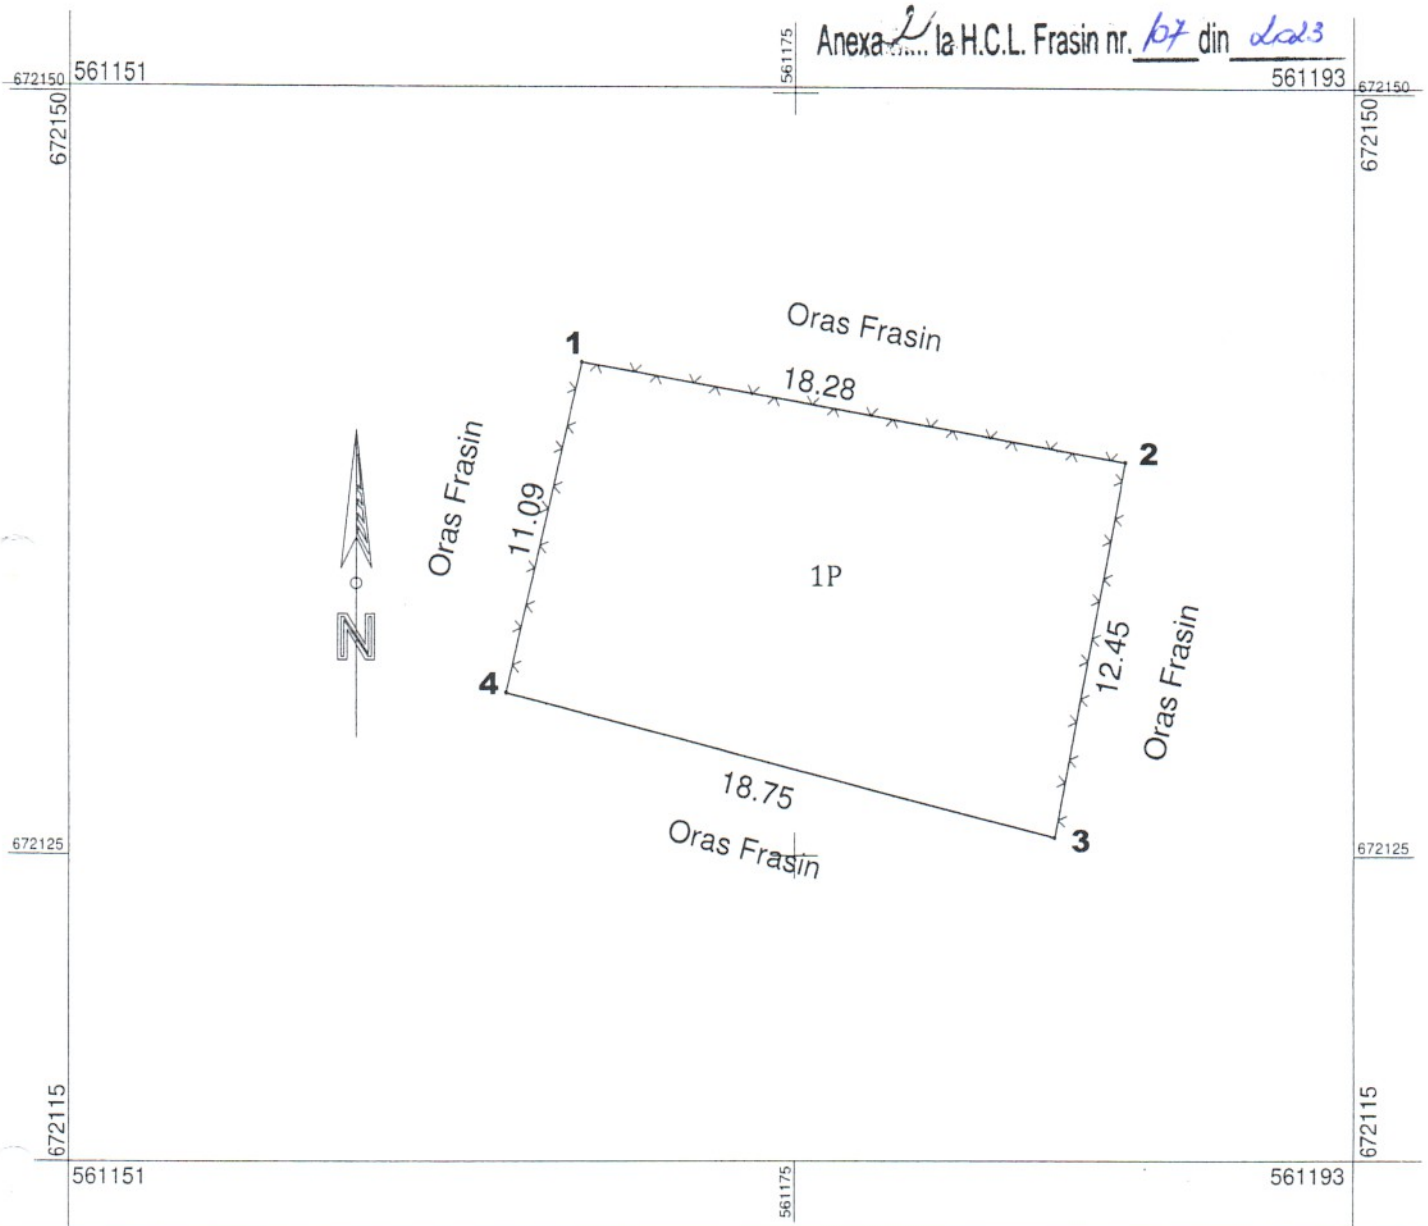 Anexa 2 la H.C.L. Frasin nr. 107 din 2023
672150 561151 561175 561193 672150
672150 672150
Oras Frasin
1
18.28
2
Oras Frasin
11.09
1P
N
12.45
Oras Frasin
4
18.75
3
Oras Frasin
672125 672125
672115 672115
561151 561175 561193